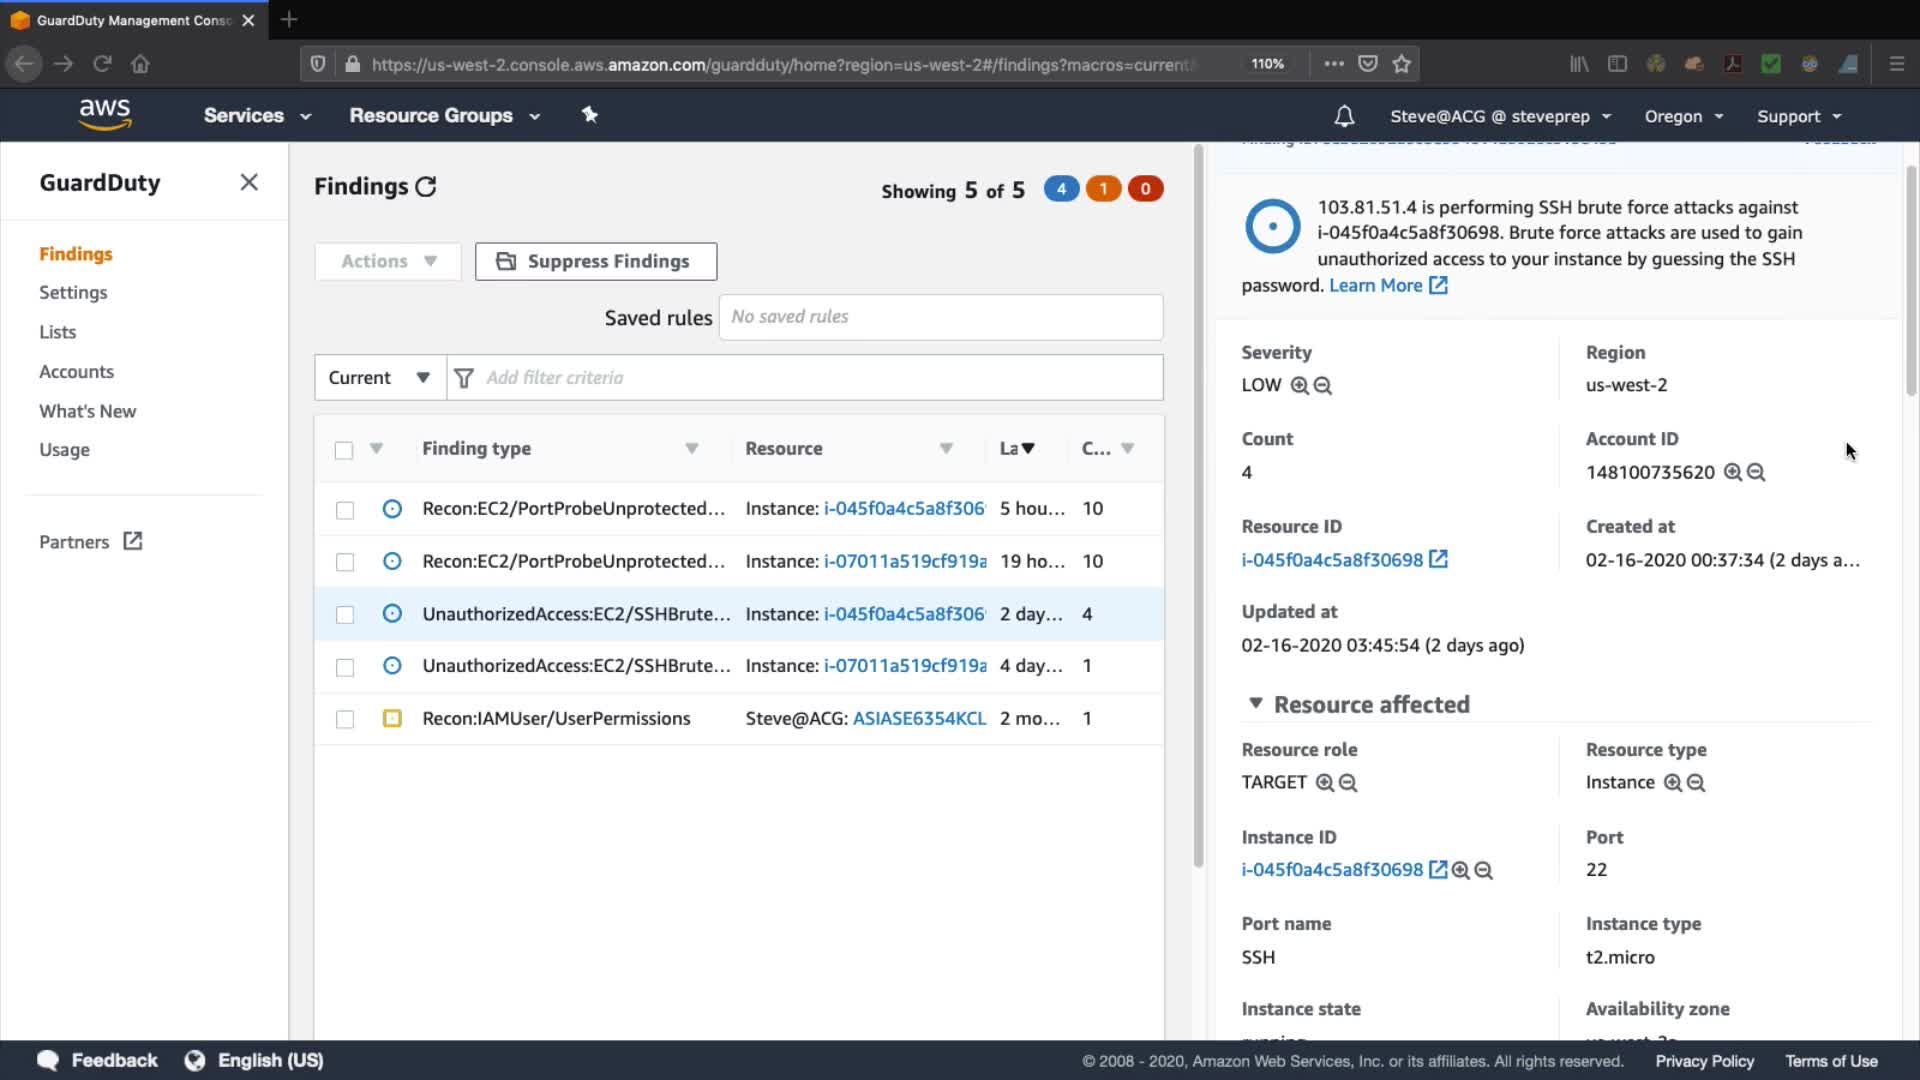 GuardDuty Management Conso
https://us-west-2.console.aws.amazon.com/guardduty/home?region=us-west-2#/findings?macros=current
110%
aws
Services
Resource Groups
Steve@ACG @ steveprep
Oregon
Support
GuardDuty
Findings
Settings
Lists
Accounts
What's New
Usage
Partners
Findings
Showing 5 of 5
4
1
0
Actions
Suppress Findings
Saved rules
No saved rules
Current
Add filter criteria
Finding type
Resource
La
C...
Recon:EC2/PortProbeUnprotected... Instance: i-045f0a4c5a8f306 5 hou... 10
Recon:EC2/PortProbeUnprotected... Instance: i-07011a519cf919a 19 ho... 10
UnauthorizedAccess:EC2/SSHBrute... Instance: i-045f0a4c5a8f306 2 day... 4
UnauthorizedAccess:EC2/SSHBrute... Instance: i-07011a519cf919a 4 day... 1
Recon:IAMUser/UserPermissions Steve@ACG: ASIASE6354KCL 2 mo... 1
103.81.51.4 is performing SSH brute force attacks against
i-045f0a4c5a8f30698. Brute force attacks are used to gain
unauthorized access to your instance by guessing the SSH
password. Learn More
Severity
LOW
Region
us-west-2
Count
4
Account ID
148100735620
Resource ID
i-045f0a4c5a8f30698
Created at
02-16-2020 00:37:34 (2 days a...
Updated at
02-16-2020 03:45:54 (2 days ago)
Resource affected
Resource role
TARGET
Resource type
Instance
Instance ID
i-045f0a4c5a8f30698
Port
22
Port name
SSH
Instance type
t2.micro
Instance state
Availability zone
Feedback
English (US)
© 2008 - 2020, Amazon Web Services, Inc. or its affiliates. All rights reserved.
Privacy Policy
Terms of Use